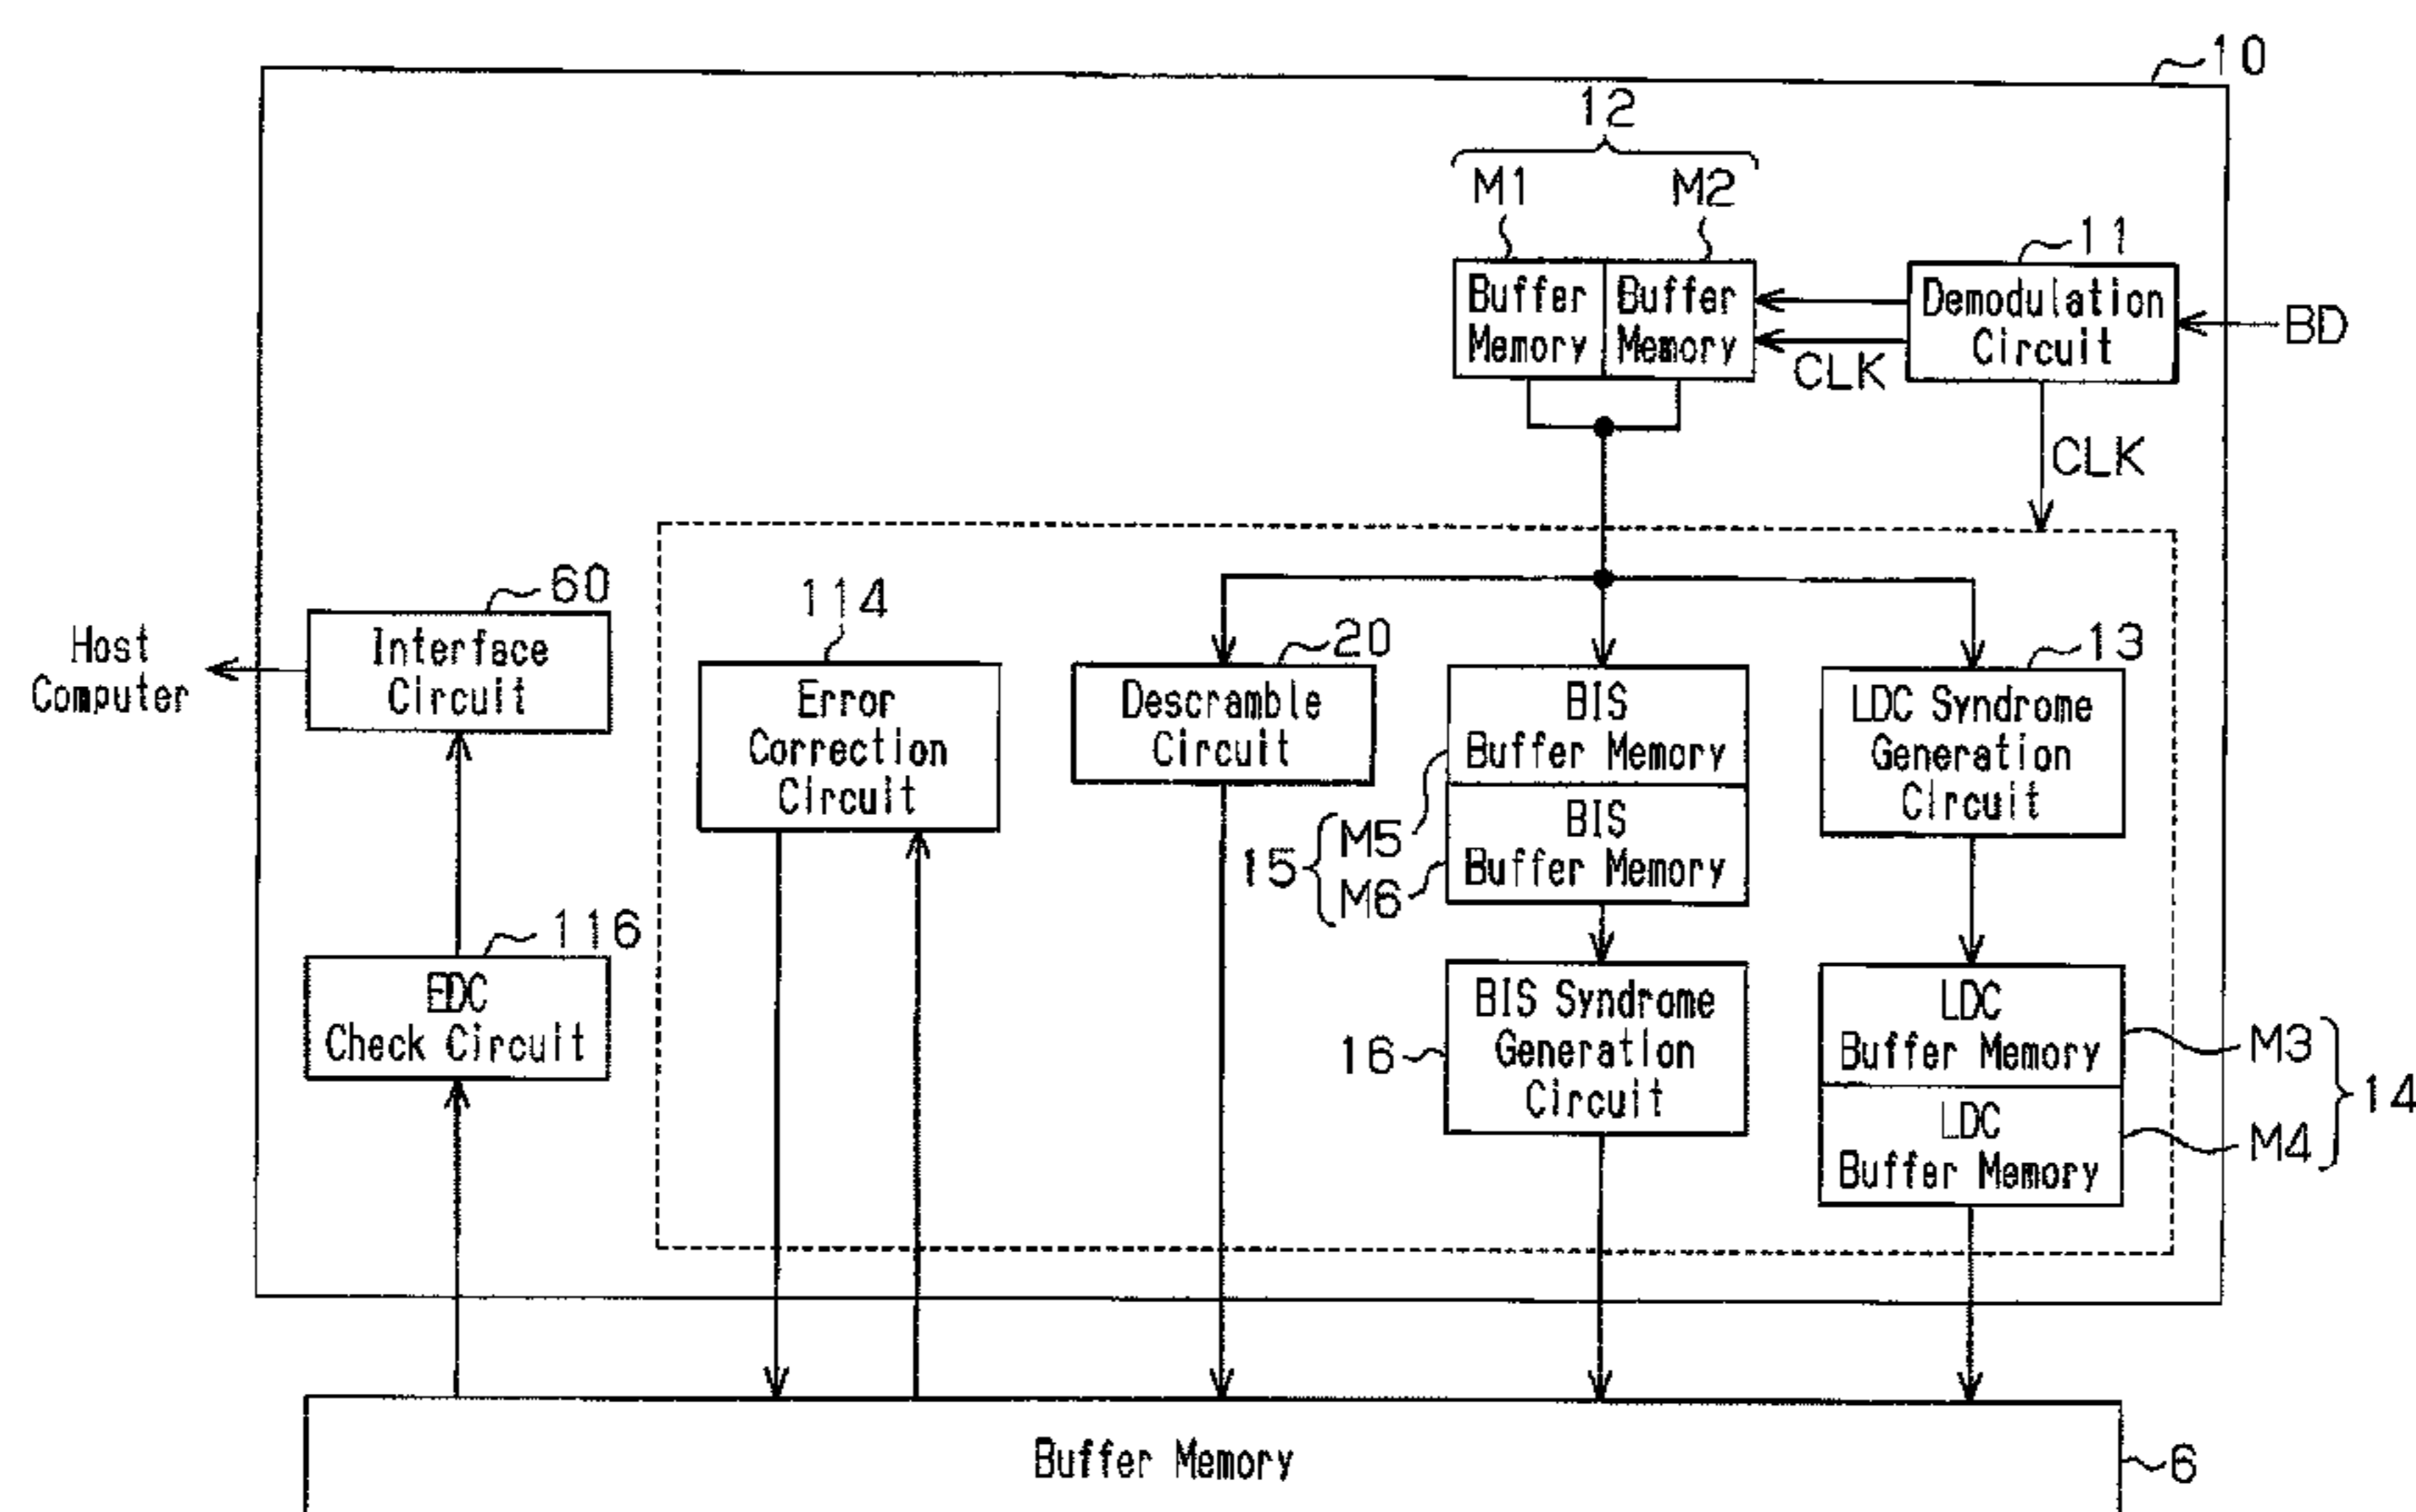 10
12
M1
M2
11
Buffer
Memory
Buffer
Memory
Demodulation
Circuit
BD
CLK
CLK
60
Interface
Circuit
Host
Computer
114
Error
Correction
Circuit
20
Descramble
Circuit
BIS
Buffer Memory
BIS
Buffer Memory
15
M5
M6
13
LDC Syndrome
Generation
Circuit
116
EDC
Check Circuit
16
BIS Syndrome
Generation
Circuit
LDC
Buffer Memory
LDC
Buffer Memory
M3
M4
14
Buffer Memory
6